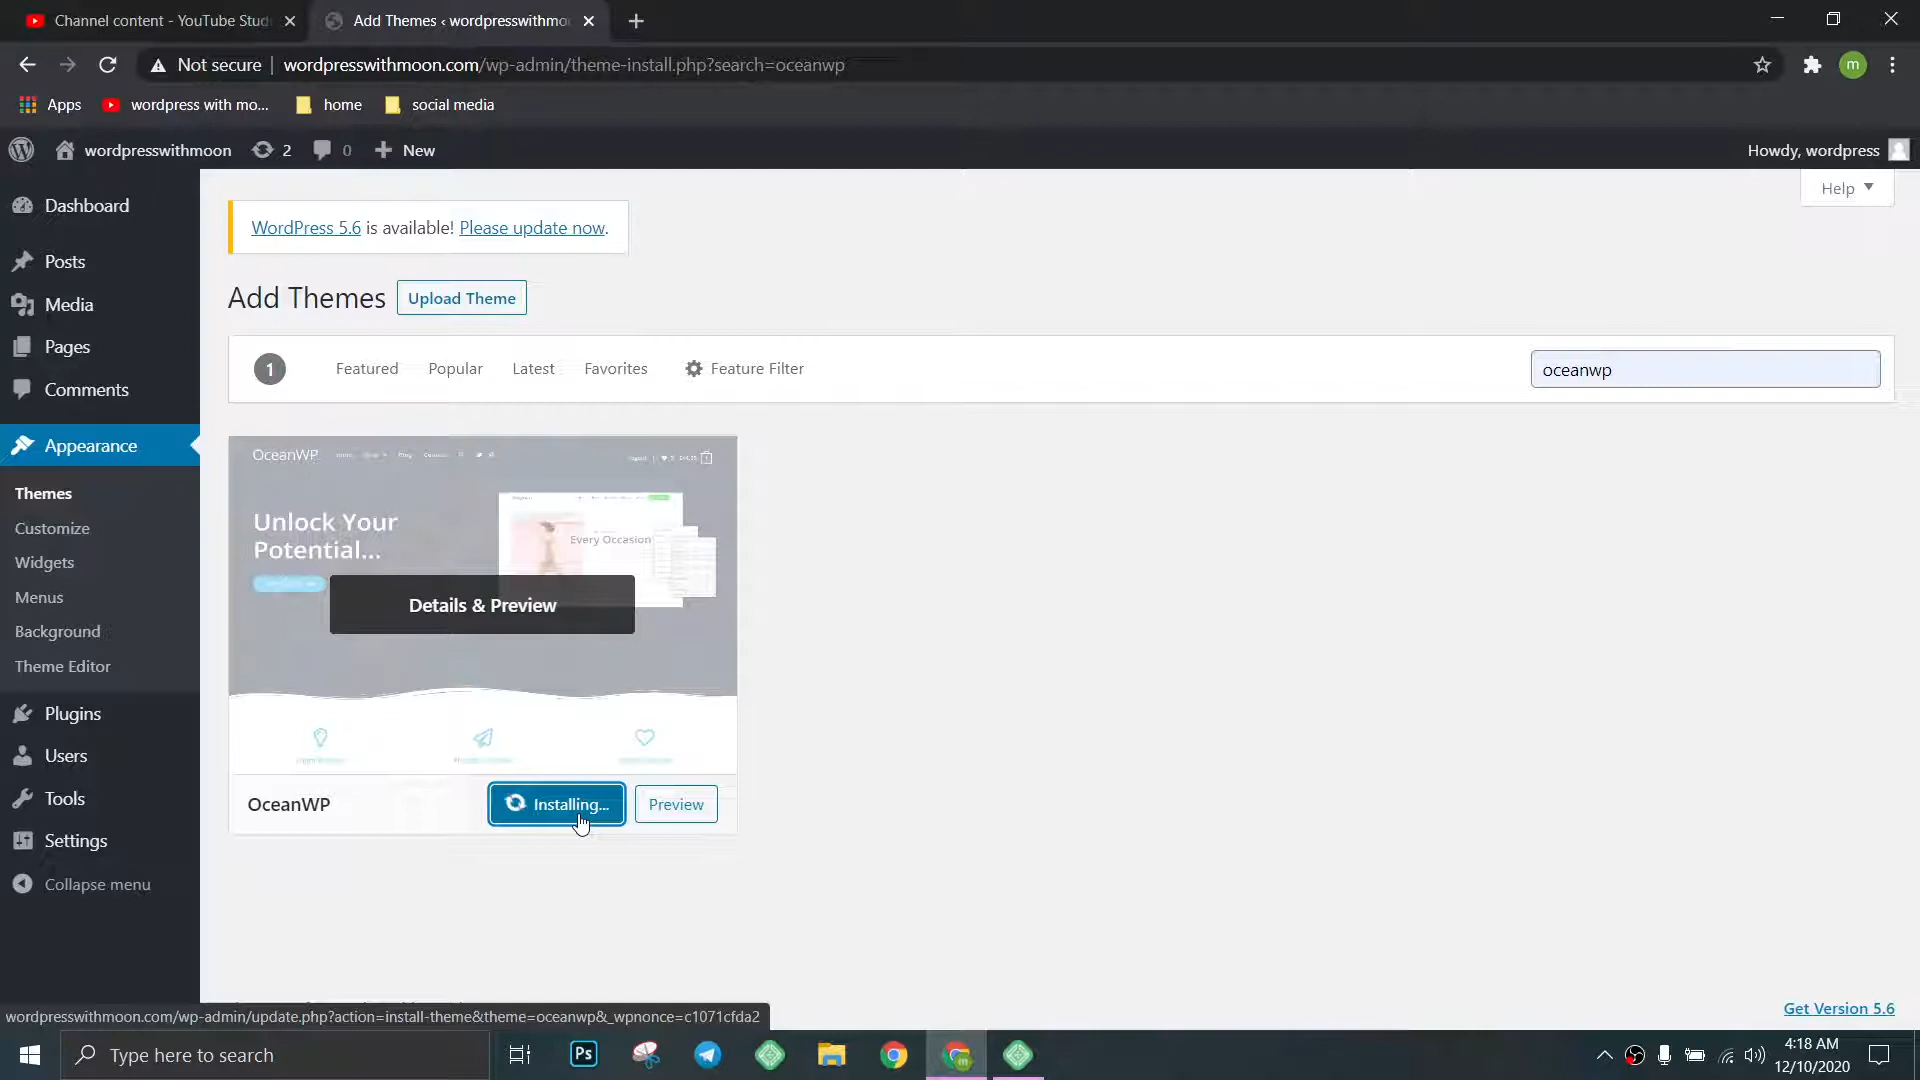 Channel content - YouTube Stud
Add Themes ‹ wordpresswithmo
Not secure | wordpresswithmoon.com/wp-admin/theme-install.php?search=oceanwp
m
Apps
wordpress with mo...
home
social media
wordpresswithmoon
2
0
New
Howdy, wordpress
Help
Dashboard
Posts
Media
Pages
Comments
Appearance
Themes
Customize
Widgets
Menus
Background
Theme Editor
Plugins
Users
Tools
Settings
Collapse menu
WordPress 5.6 is available! Please update now.
Add Themes
Upload Theme
1
Featured
Popular
Latest
Favorites
Feature Filter
oceanwp
OceanWP
Blog
Unlock Your
Potential...
Every Occasion
Details & Preview
OceanWP
Installing...
Preview
Get Version 5.6
wordpresswithmoon.com/wp-admin/update.php?action=install-theme&theme=oceanwp&_wpnonce=c1071cfda2
Type here to search
Ps
m
4:18 AM
12/10/2020